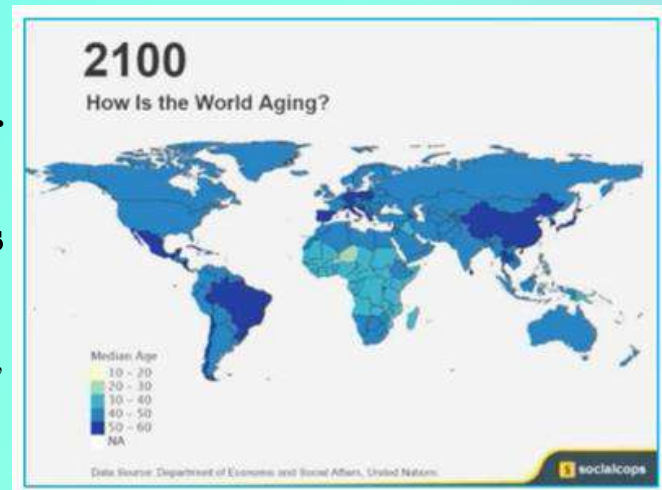 2100
How Is the World Aging?
Median Age
10 - 20
20 - 30
30 - 40
40 - 50
50 - 60
NA
Data Source: Department of Economic and Social Affairs, United Nations
S socialcops